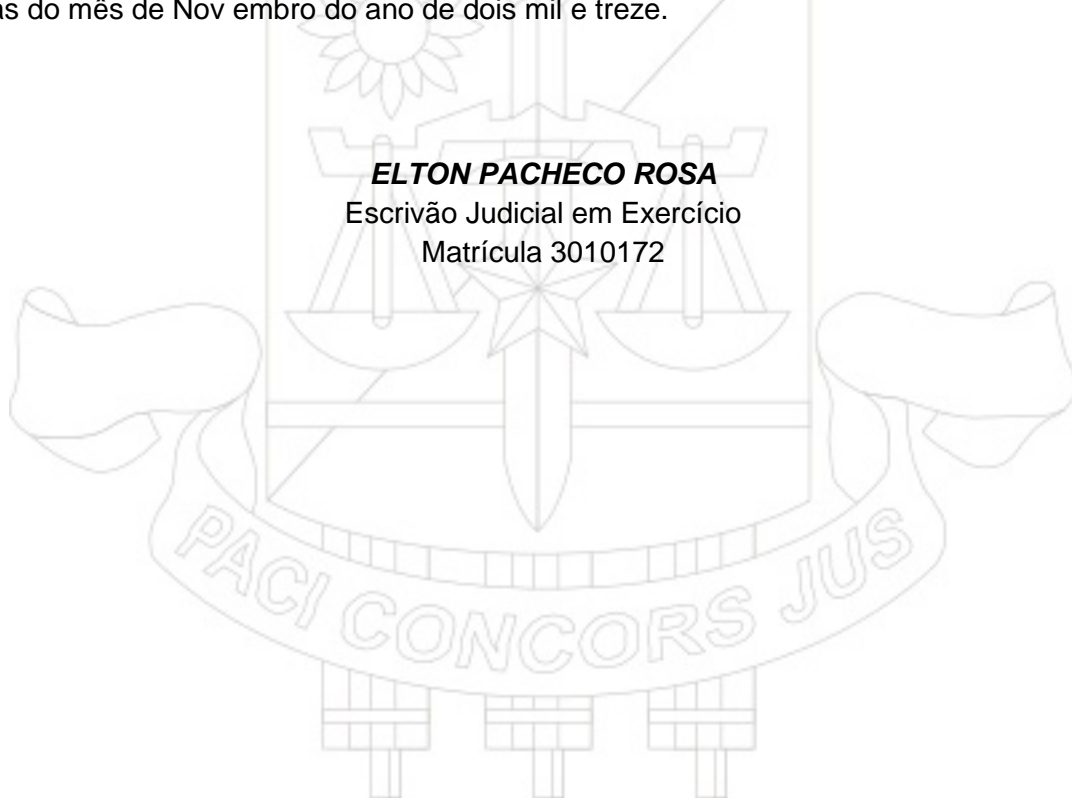 as do mês de Nov embro do ano de dois mil e treze.
ELTON PACHECO ROSA
Escrivão Judicial em Exercício
Matrícula 3010172
PACI CONCORS JUS